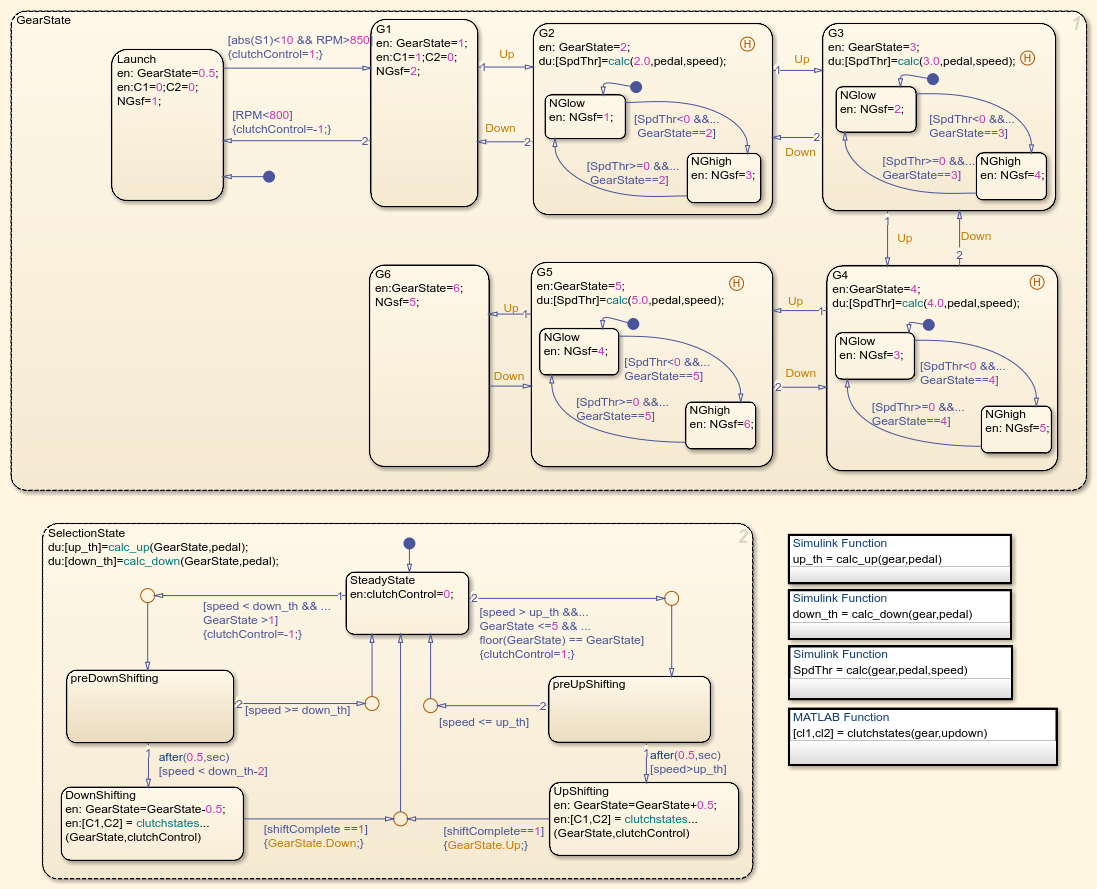 GearState
1
Launch
en: GearState=0.5;
en:C1=0;C2=0;
NGsf=1;
[abs(S1)<10 && RPM>850
{clutchControl=1;}
[RPM<800]
{clutchControl=-1;}
2
G1
en: GearState=1;
en:C1=1;C2=0;
NGsf=2;
1
Up
Down
2
G2
en: GearState=2;
du:[SpdThr]=calc(2.0,pedal,speed);
H
NGlow
en: NGsf=1;
[SpdThr<0 &&...
GearState==2]
[SpdThr>=0 &&...
GearState==2]
NGhigh
en: NGsf=3;
1
Up
2
Down
G3
en: GearState=3;
du:[SpdThr]=calc(3.0,pedal,speed);
H
NGlow
en: NGsf=2;
[SpdThr<0 &&...
GearState==3]
[SpdThr>=0 &&...
GearState==3]
NGhigh
en: NGsf=4;
1
Up
Down
2
G6
en:GearState=6;
NGsf=5;
Up
1
Down
G5
en:GearState=5;
du:[SpdThr]=calc(5.0,pedal,speed);
H
NGlow
en: NGsf=4;
[SpdThr<0 &&...
GearState==5]
[SpdThr>=0 &&...
GearState==5]
NGhigh
en: NGsf=6;
Up
1
Down
2
G4
en:GearState=4;
du:[SpdThr]=calc(4.0,pedal,speed);
H
NGlow
en: NGsf=3;
[SpdThr<0 &&...
GearState==4]
[SpdThr>=0 &&...
GearState==4]
NGhigh
en: NGsf=5;
SelectionState
2
du:[up_th]=calc_up(GearState,pedal);
du:[down_th]=calc_down(GearState,pedal);
SteadyState
en:clutchControl=0;
1
[speed < down_th && ...
GearState >1]
{clutchControl=-1;}
2
[speed > up_th &&...
GearState <=5 && ...
floor(GearState) == GearState]
{clutchControl=1;}
preDownShifting
2
[speed >= down_th]
preUpShifting
2
[speed <= up_th]
1
after(0.5,sec)
[speed < down_th-2]
1
after(0.5,sec)
[speed>up_th]
DownShifting
en: GearState=GearState-0.5;
en:[C1,C2] = clutchstates...
(GearState,clutchControl)
[shiftComplete ==1]
{GearState.Down;}
[shiftComplete==1]
{GearState.Up;}
UpShifting
en: GearState=GearState+0.5;
en:[C1,C2] = clutchstates...
(GearState,clutchControl)
Simulink Function
up_th = calc_up(gear,pedal)
Simulink Function
down_th = calc_down(gear,pedal)
Simulink Function
SpdThr = calc(gear,pedal,speed)
MATLAB Function
[cl1,cl2] = clutchstates(gear,updown)